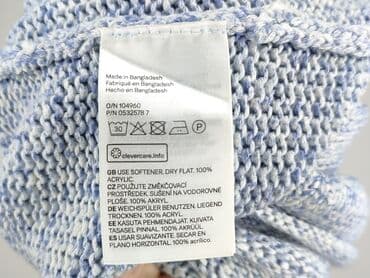 Made in Bangladesh
Fabriqué en Bangladesh
Hecho en Bangladesh
O/N 104960
P/N 0532578 7
30 P
clevercare.info
GB USE SOFTENER, DRY FLAT. 100%
ACRYLIC.
CZ POUŽIJTE ZMĚKČOVACÍ
PROSTŘEDEK. SUŠENÍ NA VODOROVNÉ
PLOŠE. 100% AKRYL.
DE WEICHSPÜLER BENUTZEN. LIEGEND
TROCKNEN. 100% ACRYL.
EE KASUTA PEHMENDAJAT. KUIVATA
TASASEL PINNAL. 100% AKRÜÜL.
ES USAR SUAVIZANTE. SECAR EN
PLANO HORIZONTAL. 100% acrílico.